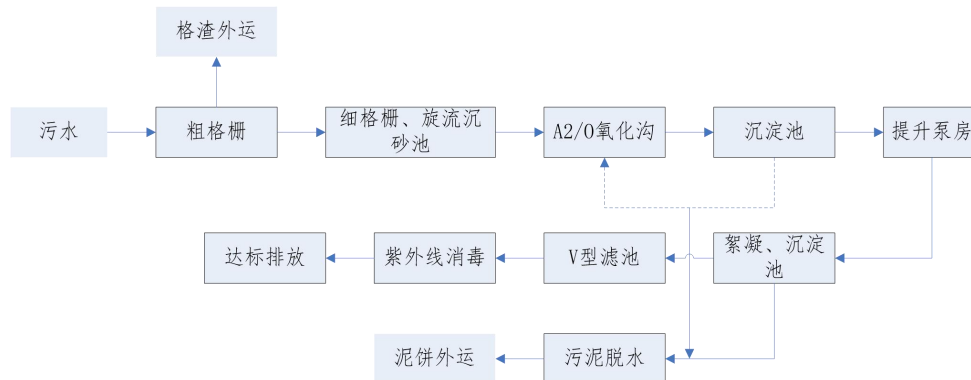 格渣外运
污水
粗格栅
细格栅、旋流沉
砂池
A2/O氧化沟
沉淀池
提升泵房
达标排放
紫外线消毒
V型滤池
絮凝、沉淀
池
泥饼外运
污泥脱水